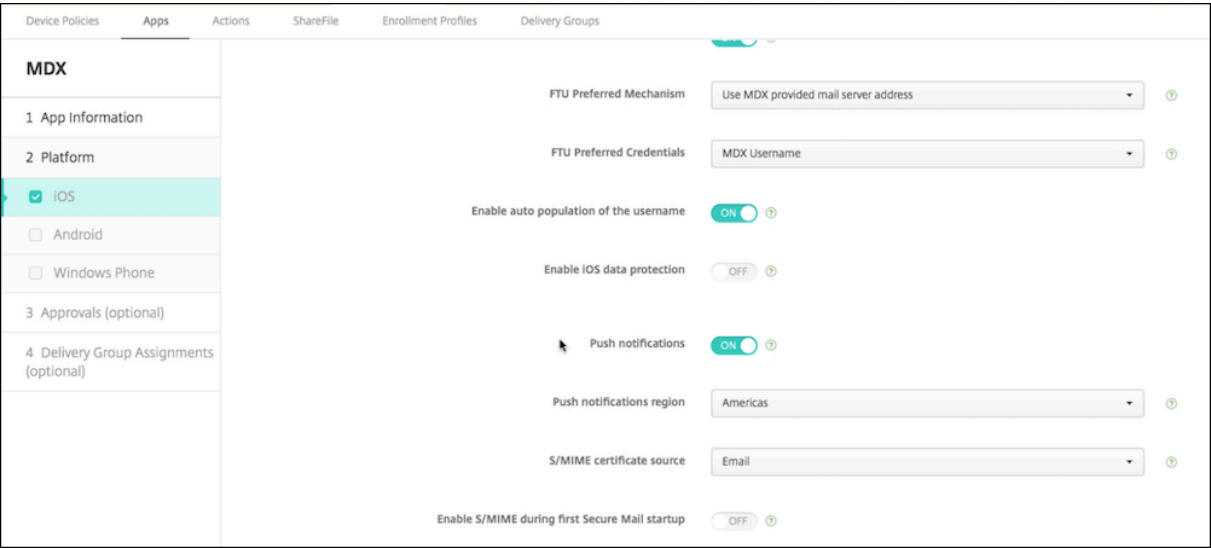 Device Policies Apps Actions ShareFile Enrollment Profiles Delivery Groups
MDX
1 App Information
2 Platform
iOS
Android
Windows Phone
3 Approvals (optional)
4 Delivery Group Assignments
(optional)
FTU Preferred Mechanism Use MDX provided mail server address
FTU Preferred Credentials MDX Username
Enable auto population of the username ON
Enable iOS data protection OFF
Push notifications ON
Push notifications region Americas
S/MIME certificate source Email
Enable S/MIME during first Secure Mail startup OFF